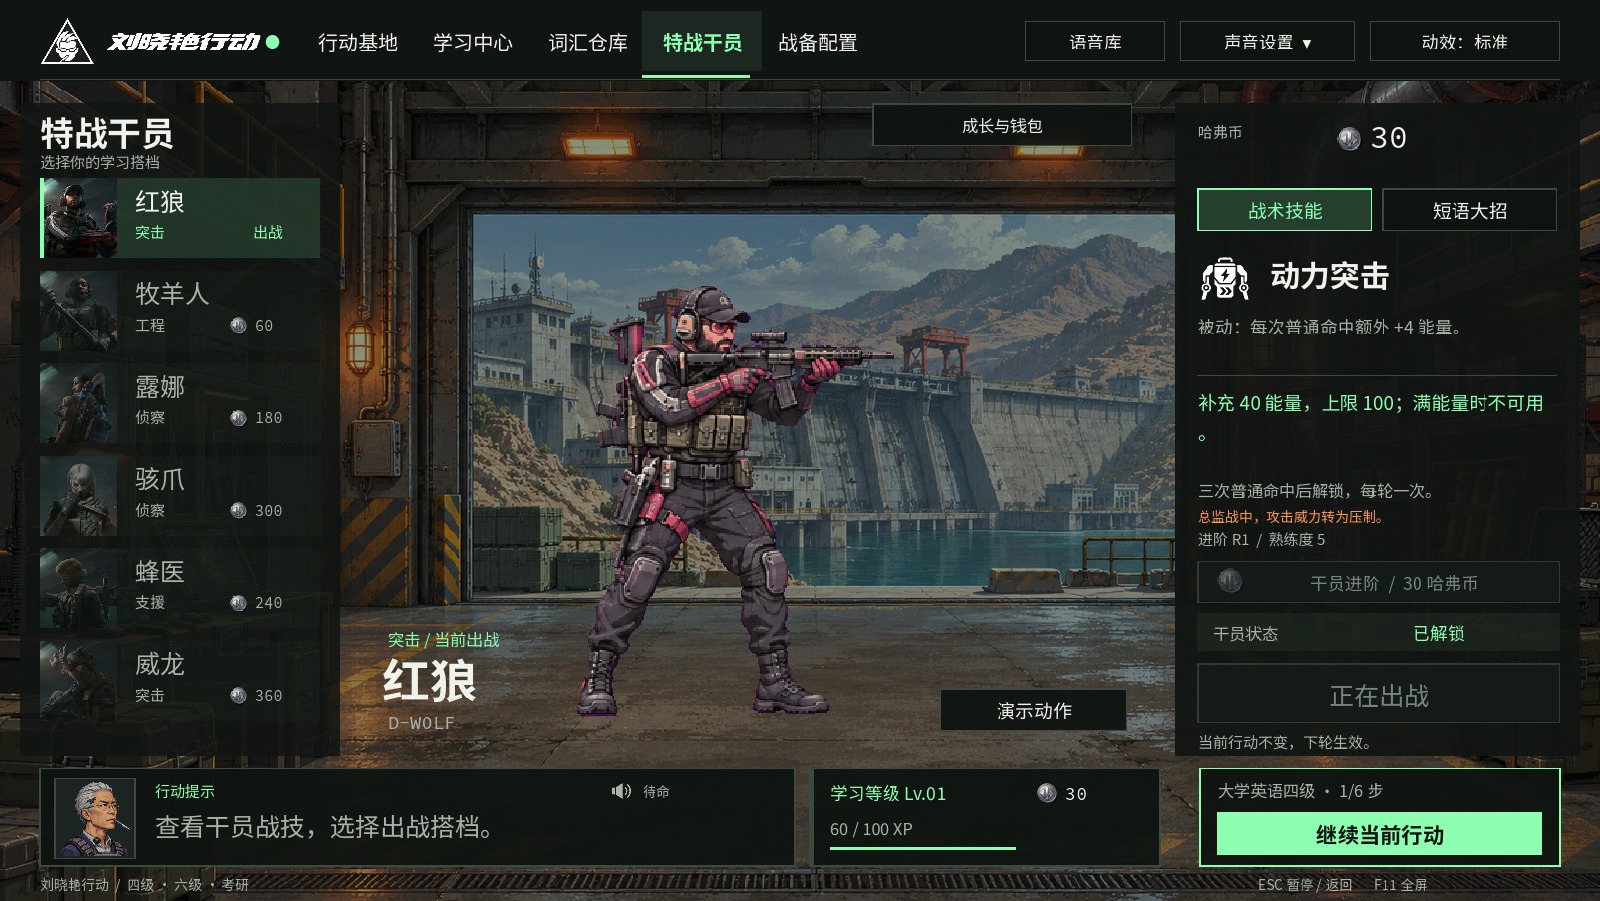 刘晓艳行动
行动基地
学习中心
词汇仓库
特战干员
战备配置
语音库
声音设置 ▼
动效：标准
特战干员
选择你的学习搭档
红狼
突击
出战
牧羊人
工程
60
露娜
侦察
180
骇爪
侦察
300
蜂医
支援
240
威龙
突击
360
成长与钱包
突击 / 当前出战
红狼
D-WOLF
演示动作
哈弗币
30
战术技能
短语大招
动力突击
被动：每次普通命中额外 +4 能量。
补充 40 能量，上限 100；满能量时不可用
。
三次普通命中后解锁，每轮一次。
总监战中，攻击威力转为压制。
进阶 R1 / 熟练度 5
干员进阶 / 30 哈弗币
干员状态
已解锁
正在出战
当前行动不变，下轮生效。
行动提示
待命
查看干员战技，选择出战搭档。
学习等级 Lv.01
30
60 / 100 XP
大学英语四级 · 1/6 步
继续当前行动
刘晓艳行动 / 四级 · 六级 · 考研
ESC 暂停 / 返回
F11 全屏